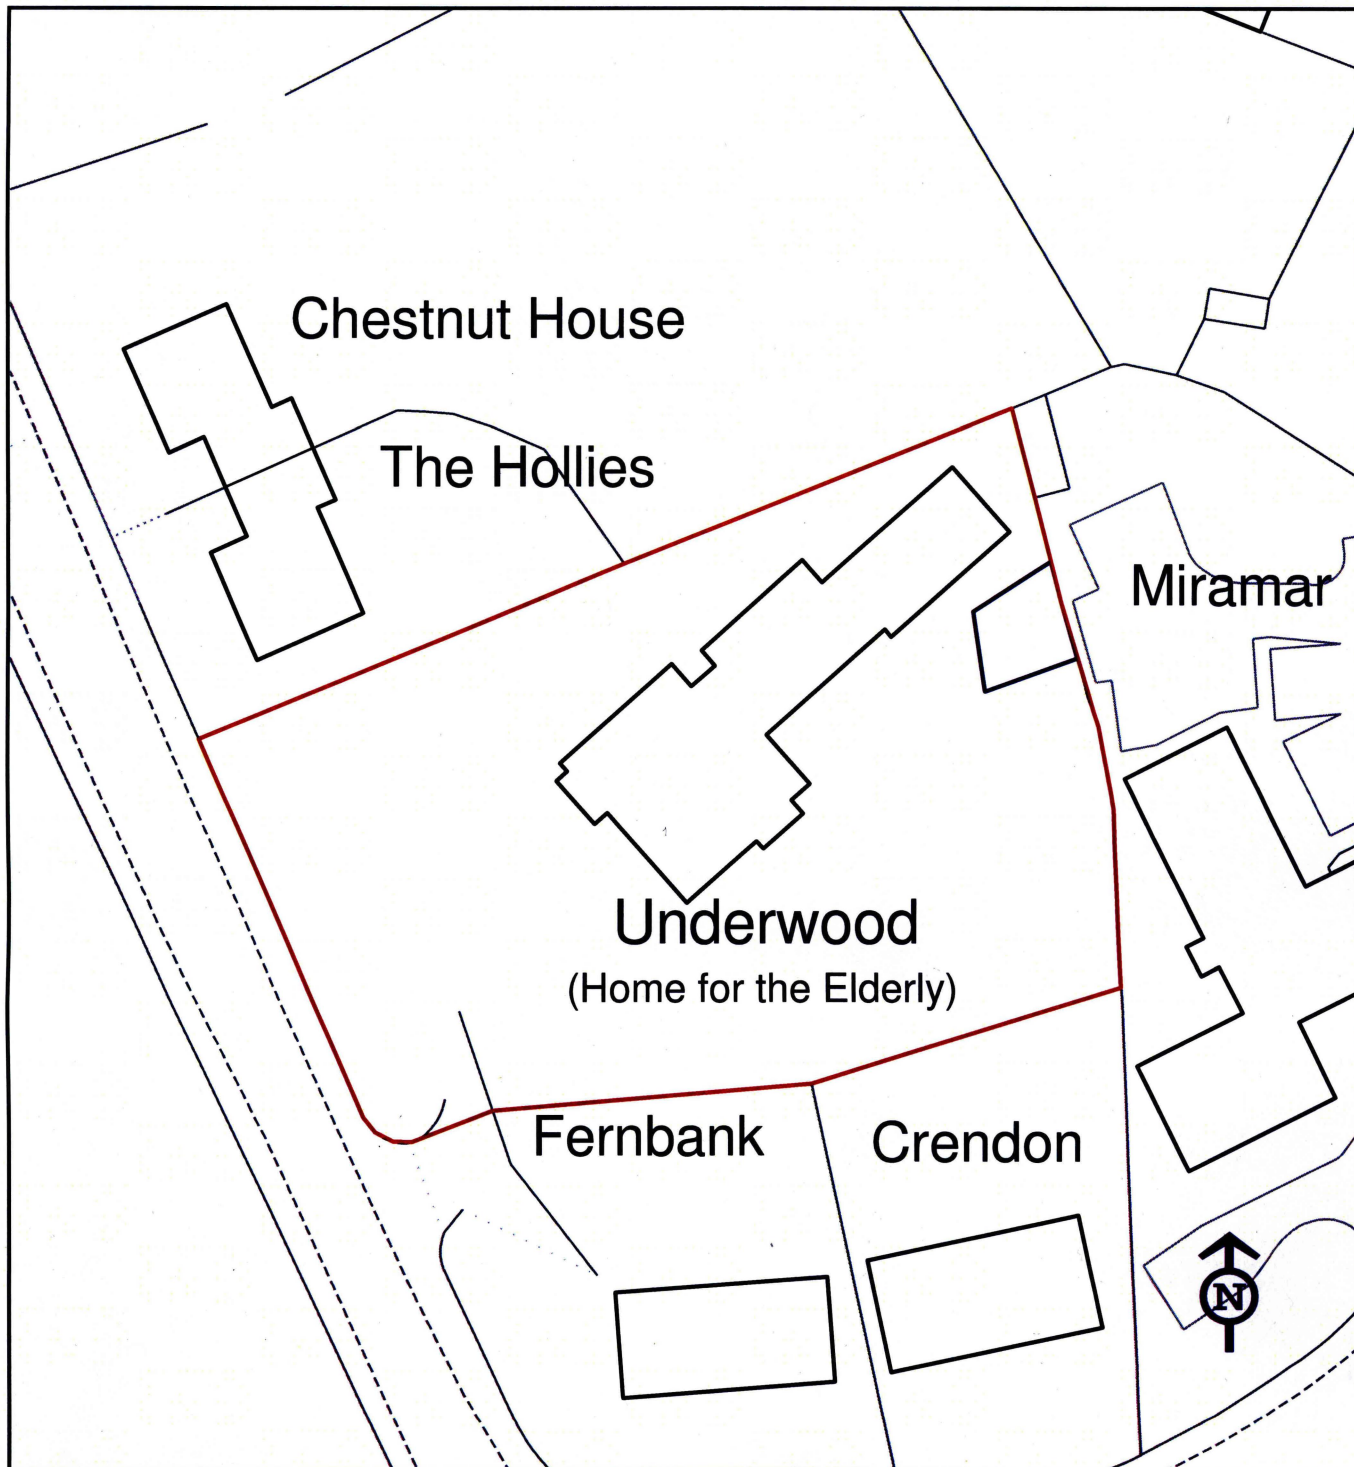 Chestnut House
The Hollies
Miramar
Underwood
(Home for the Elderly)
Fernbank
Crendon
N